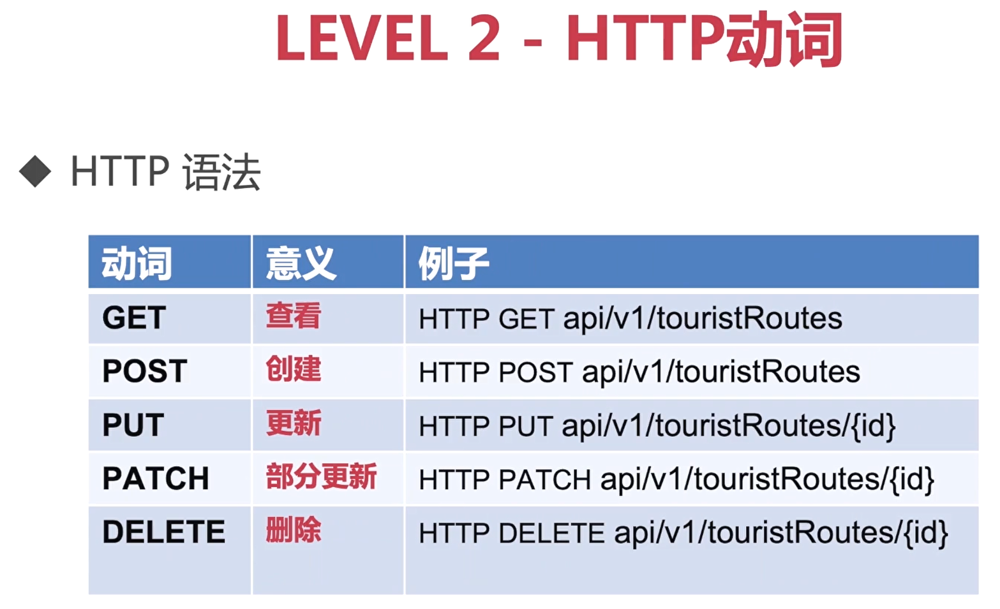 LEVEL 2 - HTTP动词
◆ HTTP 语法
动词 意义 例子
GET 查看 HTTP GET api/v1/touristRoutes
POST 创建 HTTP POST api/v1/touristRoutes
PUT 更新 HTTP PUT api/v1/touristRoutes/{id}
PATCH 部分更新 HTTP PATCH api/v1/touristRoutes/{id}
DELETE 删除 HTTP DELETE api/v1/touristRoutes/{id}